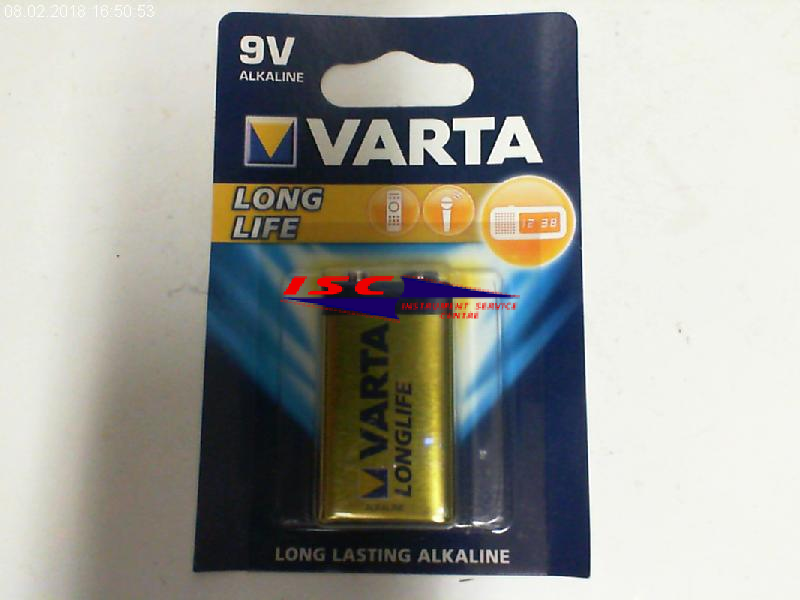 08.02.2018 16:50:53
9V
ALKALINE
VARTA
LONG
LIFE
12 38
ISC
INSTRUMENT SERVICE
CENTRE
VARTA
LONGLIFE
ALKALINE
LONG LASTING ALKALINE